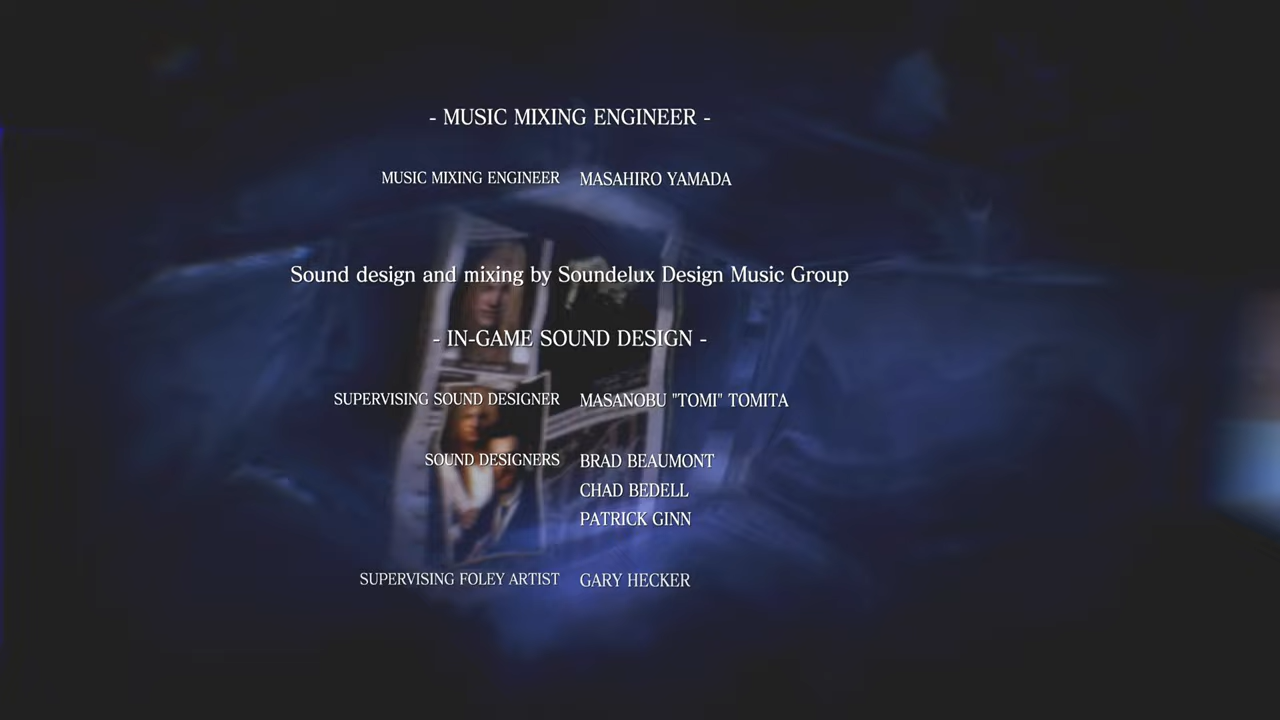 - MUSIC MIXING ENGINEER -
MUSIC MIXING ENGINEER MASAHIRO YAMADA
Sound design and mixing by Soundelux Design Music Group
- IN-GAME SOUND DESIGN -
SUPERVISING SOUND DESIGNER MASANOBU "TOMI" TOMITA
SOUND DESIGNERS BRAD BEAUMONT
CHAD BEDELL
PATRICK GINN
SUPERVISING FOLEY ARTIST GARY HECKER